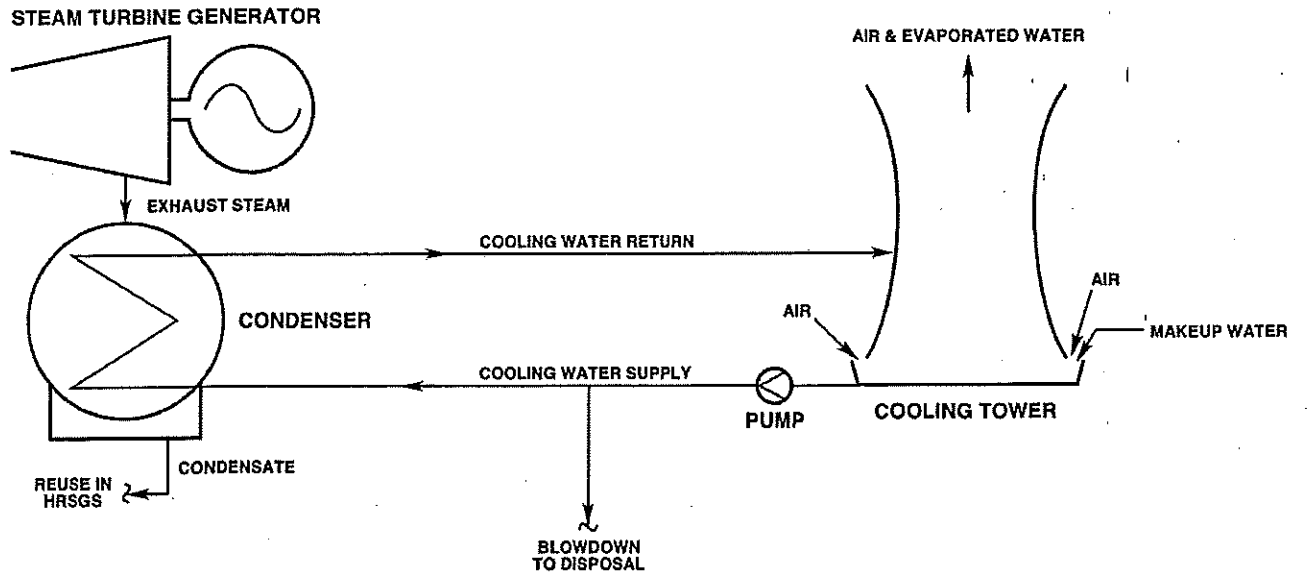 STEAM TURBINE GENERATOR
AIR & EVAPORATED WATER
EXHAUST STEAM
COOLING WATER RETURN
AIR
AIR
CONDENSER
MAKEUP WATER
COOLING WATER SUPPLY
PUMP
COOLING TOWER
CONDENSATE
REUSE IN
HRSGS
BLOWDOWN
TO DISPOSAL